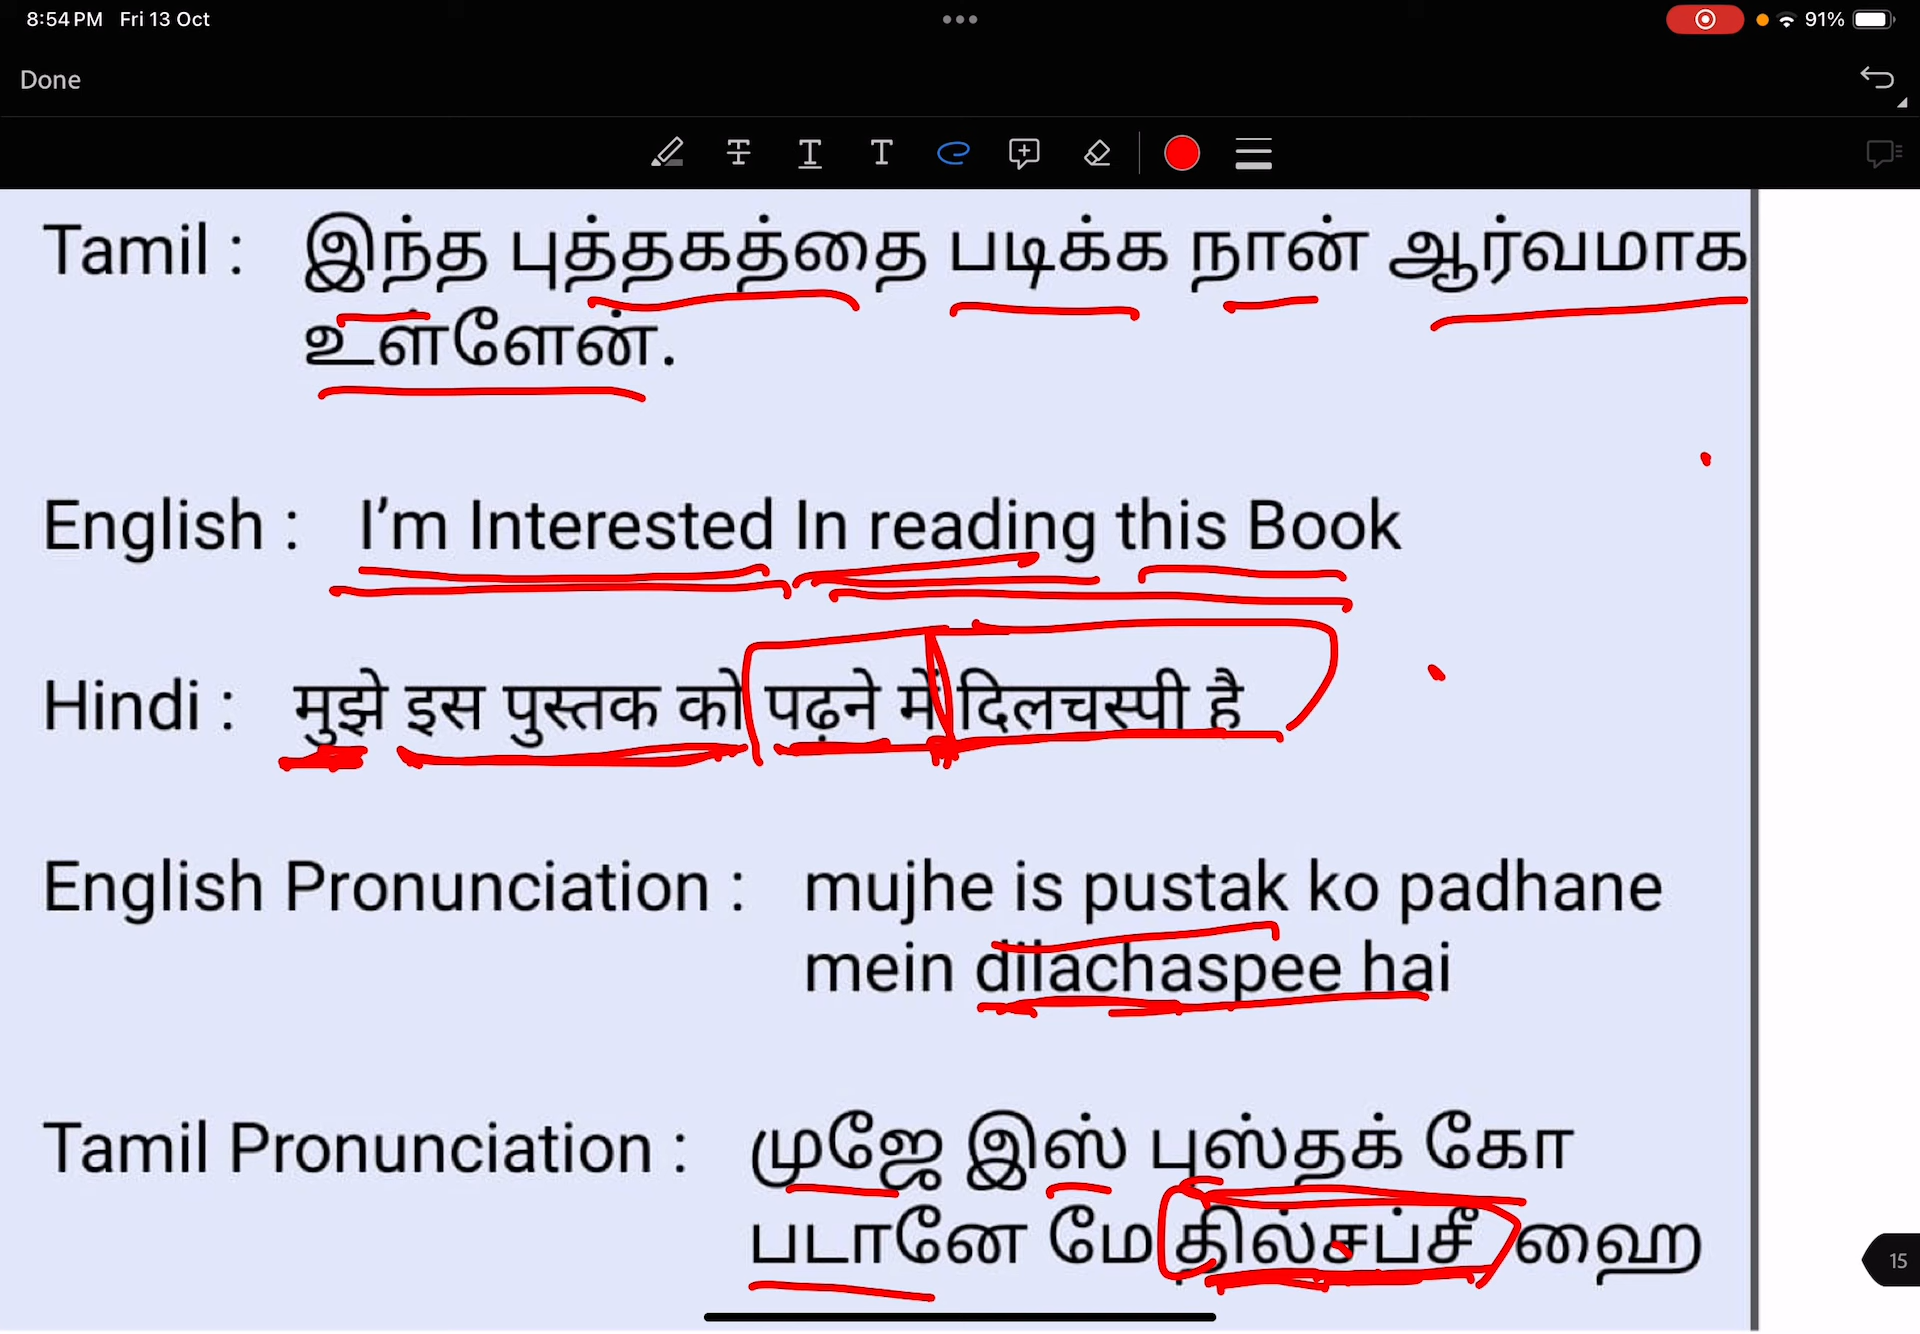 8:54 PM Fri 13 Oct
91%
Done
Tamil : இந்த புத்தகத்தை படிக்க நான் ஆர்வமாக
உள்ளேன்.
English : I'm Interested In reading this Book
Hindi : मुझे इस पुस्तक को पढ़ने में दिलचस्पी है
English Pronunciation : mujhe is pustak ko padhane
mein dilachaspee hai
Tamil Pronunciation : முஜே இஸ் புஸ்தக் கோ
படானே மே தில்சப்சீ ஹை
15